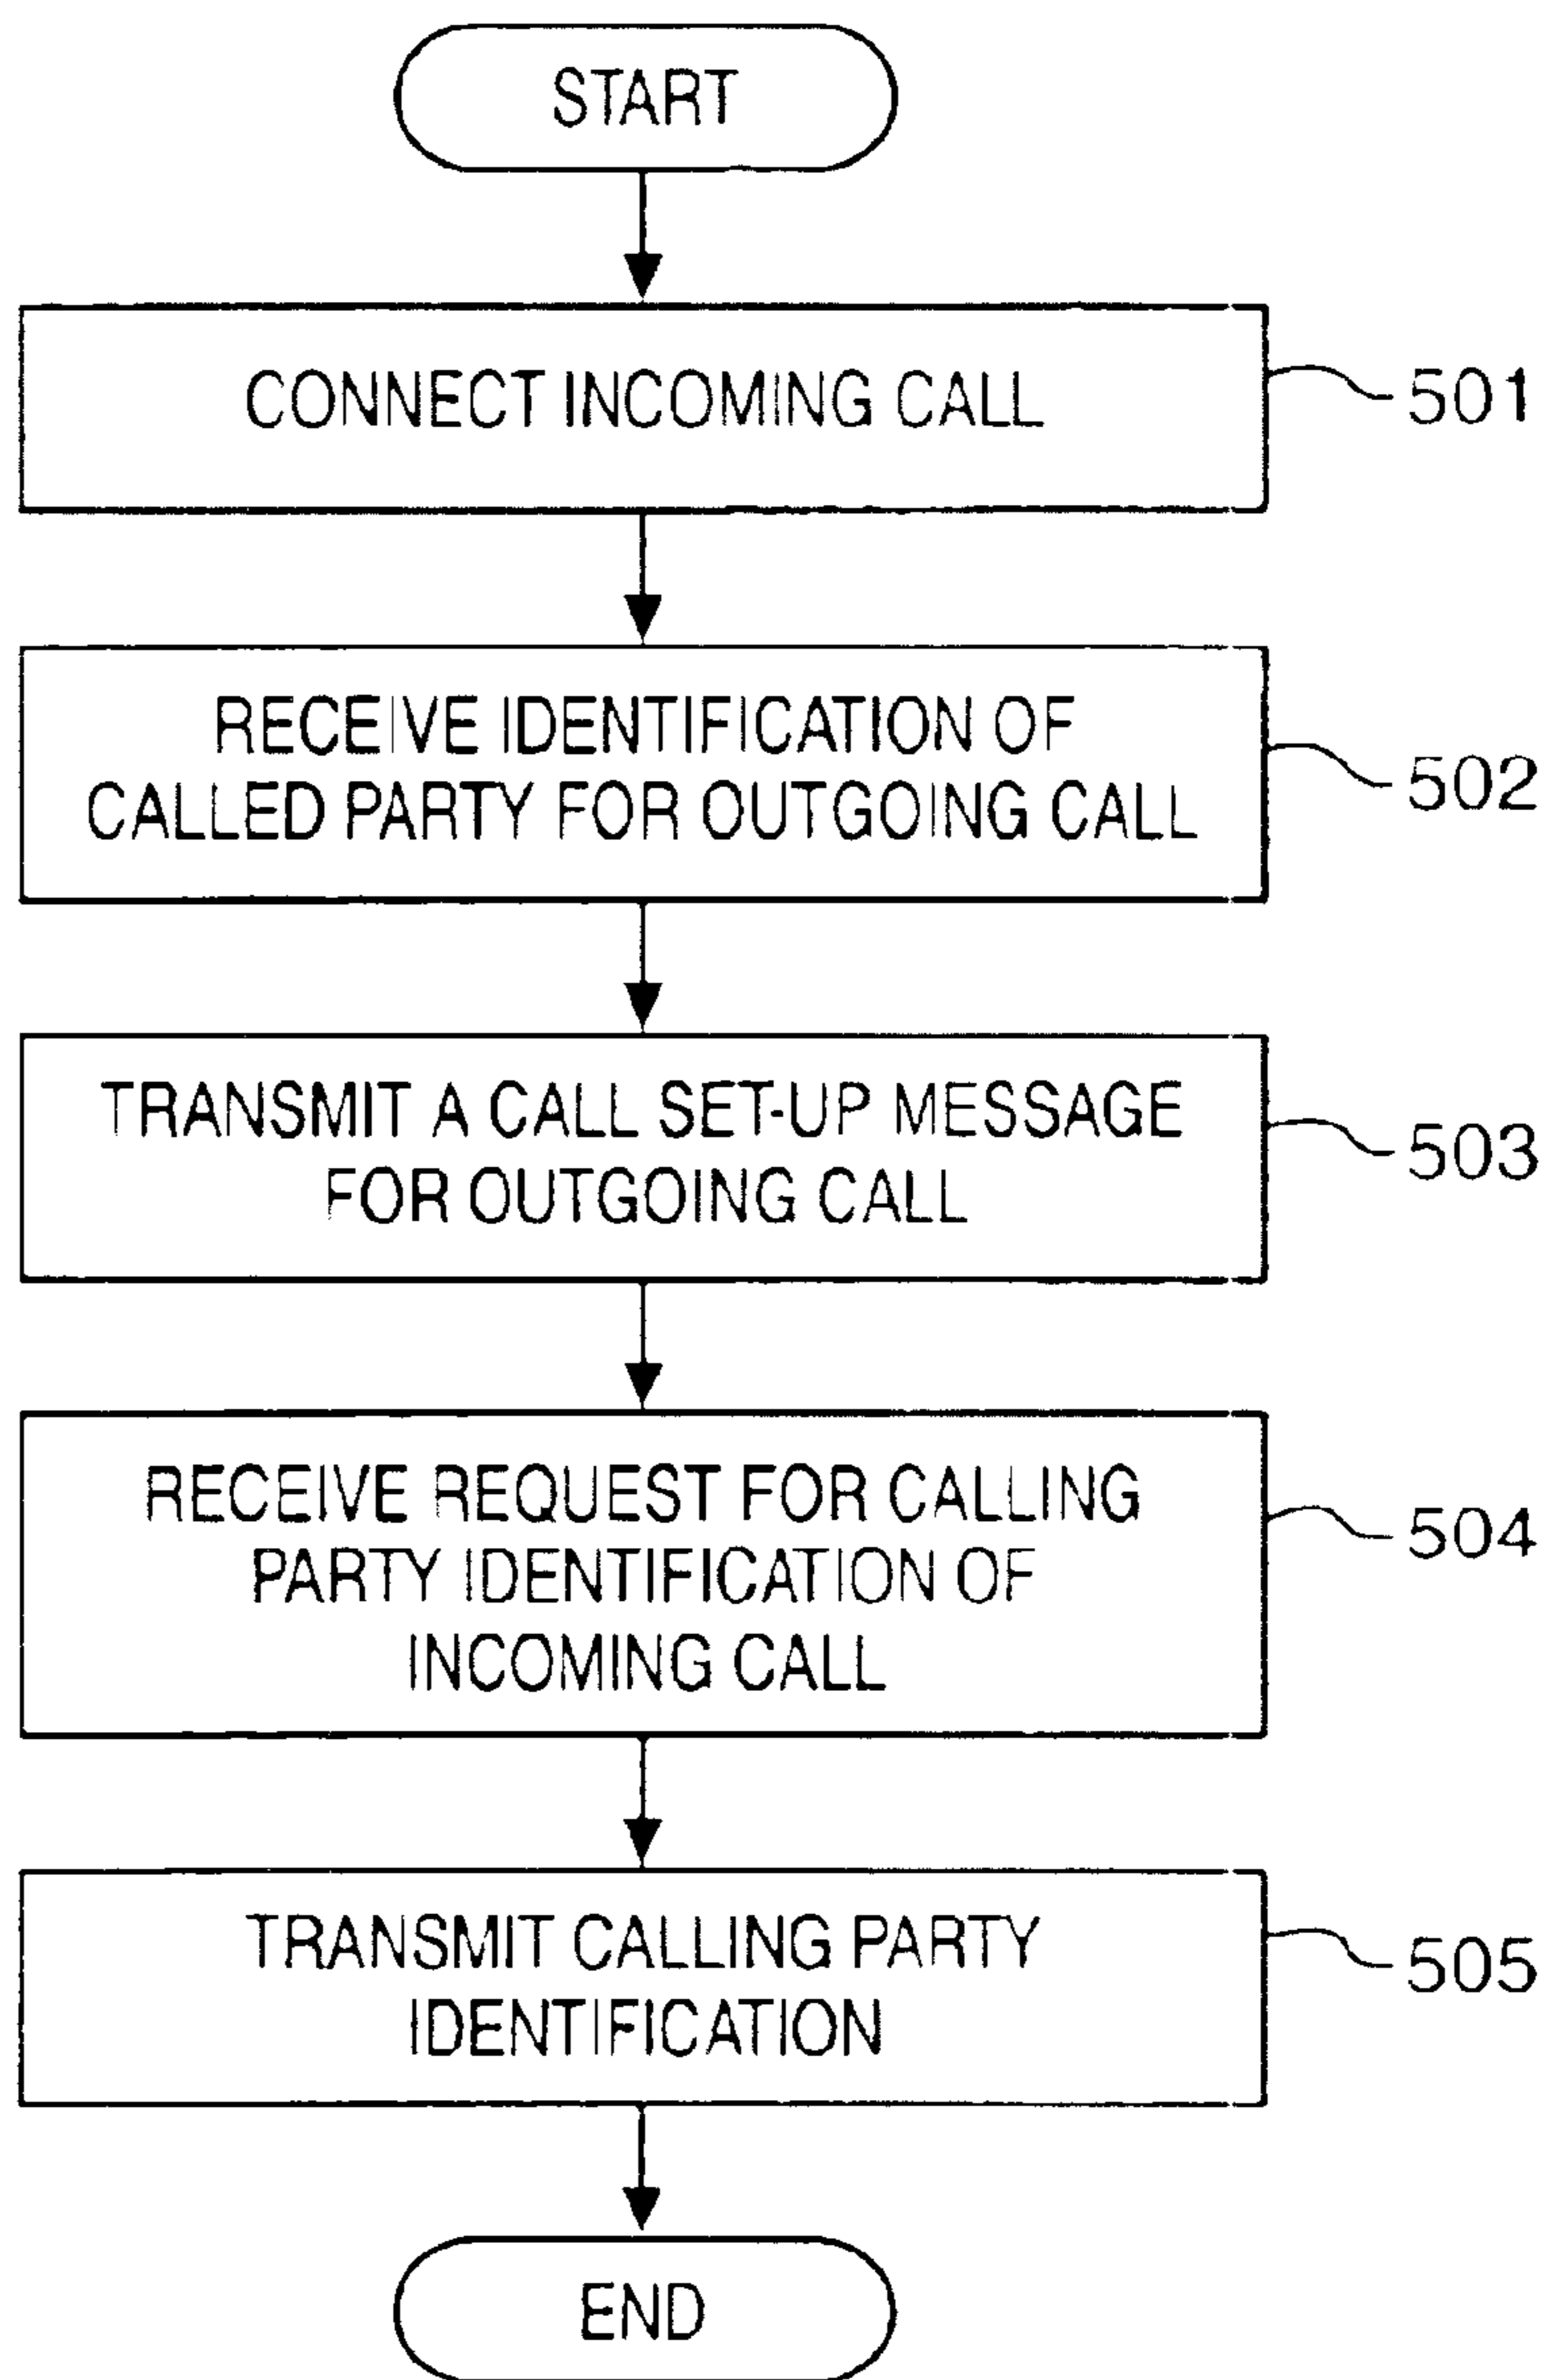 START
CONNECT INCOMING CALL
501
RECEIVE IDENTIFICATION OF
CALLED PARTY FOR OUTGOING CALL
502
TRANSMIT A CALL SET-UP MESSAGE
FOR OUTGOING CALL
503
RECEIVE REQUEST FOR CALLING
PARTY IDENTIFICATION OF
INCOMING CALL
504
TRANSMIT CALLING PARTY
IDENTIFICATION
505
END